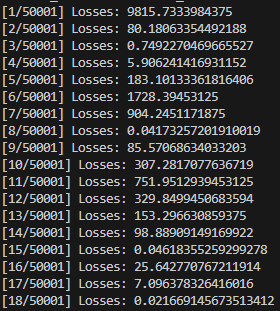 [1/50001] Losses: 9815.7333984375
[2/50001] Losses: 80.18063354492188
[3/50001] Losses: 0.7492270469665527
[4/50001] Losses: 5.906241416931152
[5/50001] Losses: 183.10133361816406
[6/50001] Losses: 1728.39453125
[7/50001] Losses: 904.2451171875
[8/50001] Losses: 0.04173257201910019
[9/50001] Losses: 85.57068634033203
[10/50001] Losses: 307.2817077636719
[11/50001] Losses: 751.9512939453125
[12/50001] Losses: 329.8499450683594
[13/50001] Losses: 153.296630859375
[14/50001] Losses: 98.88909149169922
[15/50001] Losses: 0.04618355259299278
[16/50001] Losses: 25.642770767211914
[17/50001] Losses: 7.096378326416016
[18/50001] Losses: 0.021669145673513412